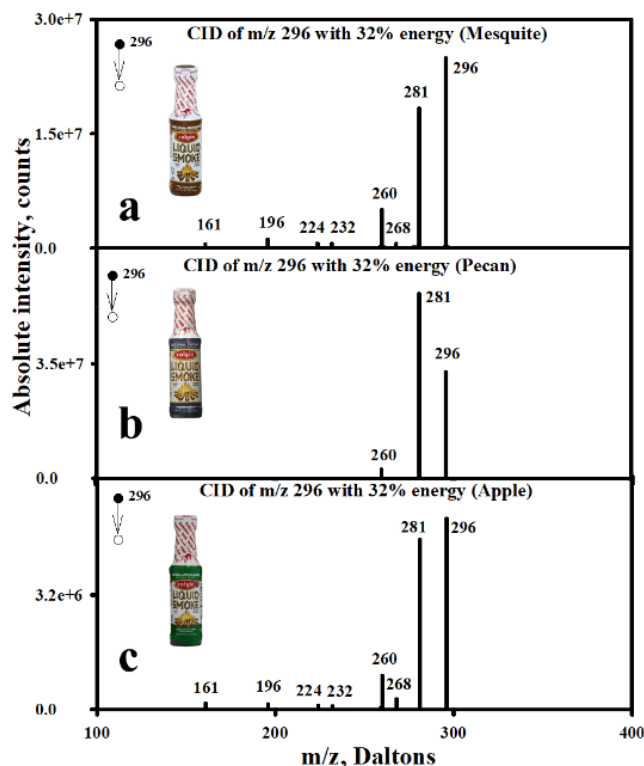 3.0e+7
CID of m/z 296 with 32% energy (Mesquite)
296
296
281
1.5e+7
colgin
LIQUID
SMOKE
a
260
161
196
224
232
268
0.0
CID of m/z 296 with 32% energy (Pecan)
296
281
colgin
LIQUID
SMOKE
296
3.5e+7
b
260
0.0
CID of m/z 296 with 32% energy (Apple)
296
281
296
colgin
LIQUID
SMOKE
3.2e+6
c
260
161
196
224
232
268
0.0
100
200
300
400
m/z, Daltons
Absolute intensity, counts